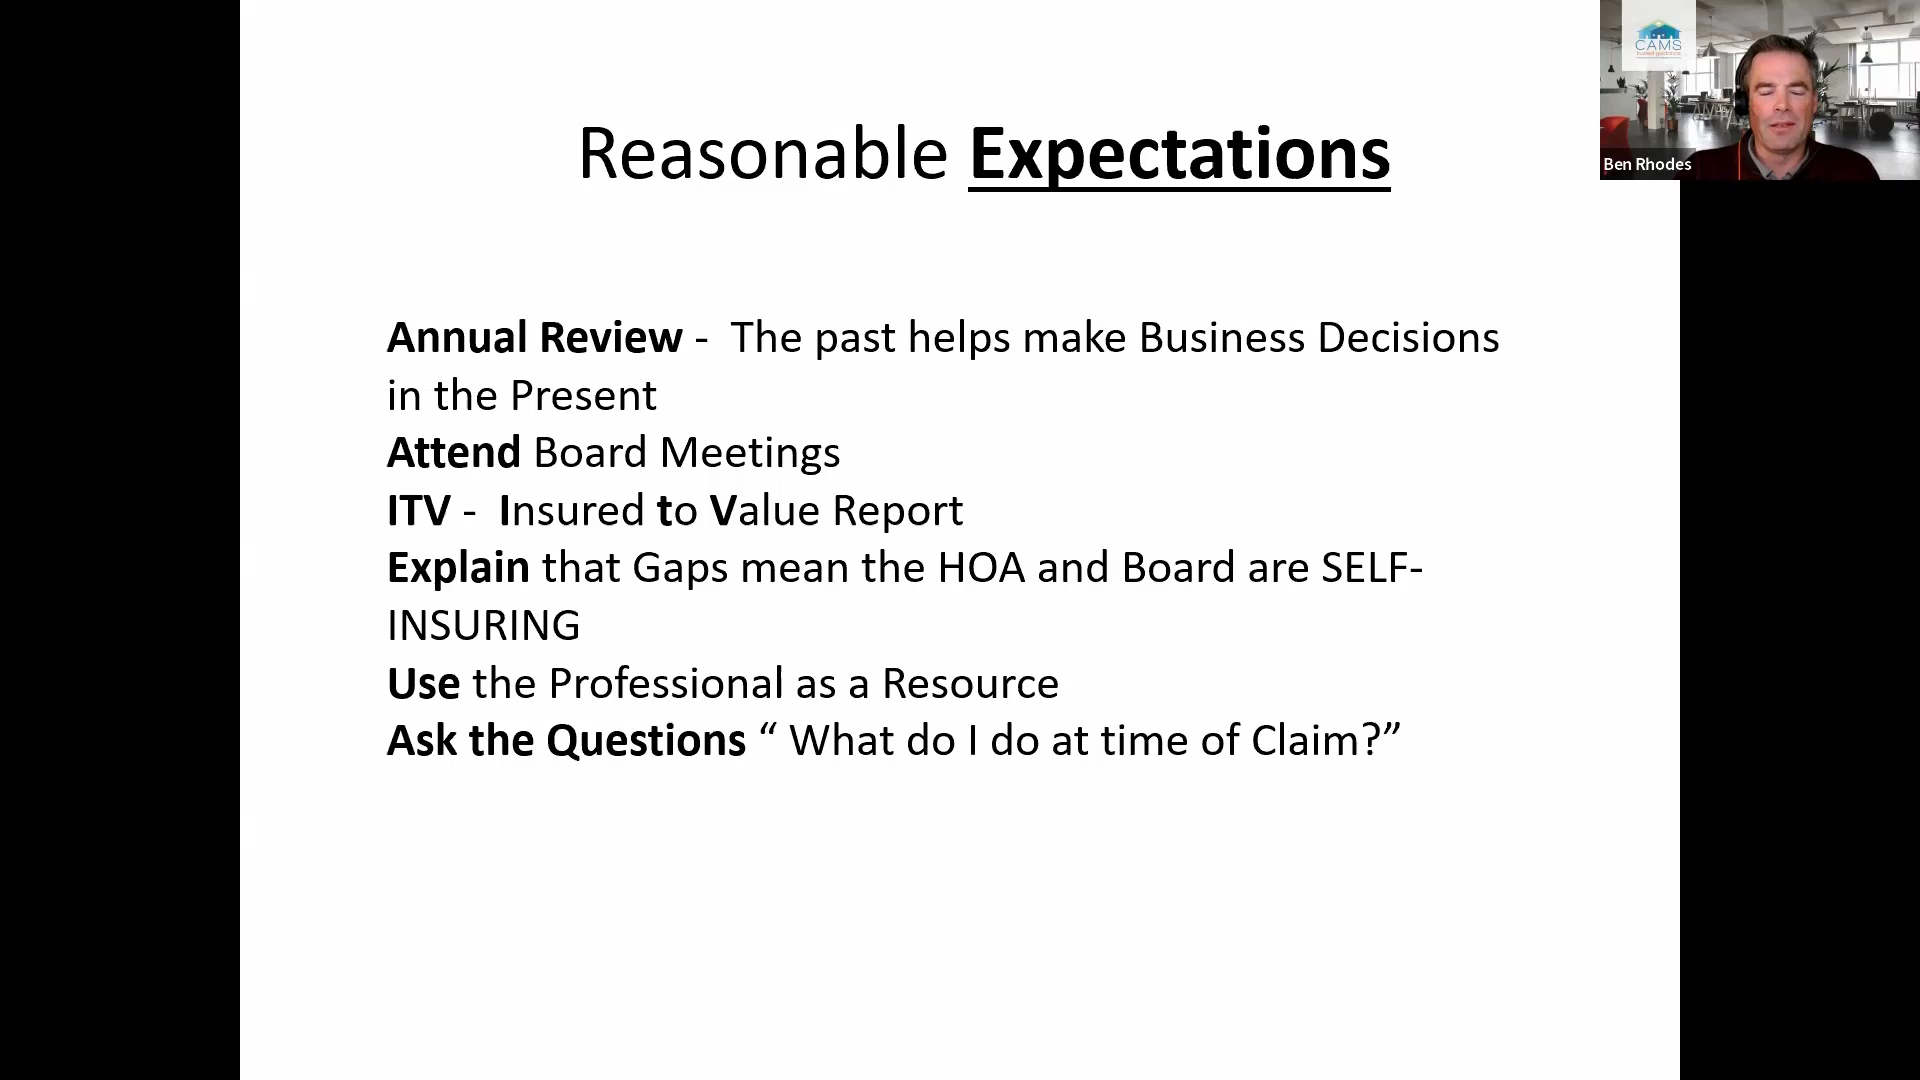 Reasonable Expectations
CAMS
trusted guidance
Ben Rhodes
Annual Review -  The past helps make Business Decisions
in the Present
Attend Board Meetings
ITV -  Insured to Value Report
Explain that Gaps mean the HOA and Board are SELF-
INSURING
Use the Professional as a Resource
Ask the Questions “ What do I do at time of Claim?”